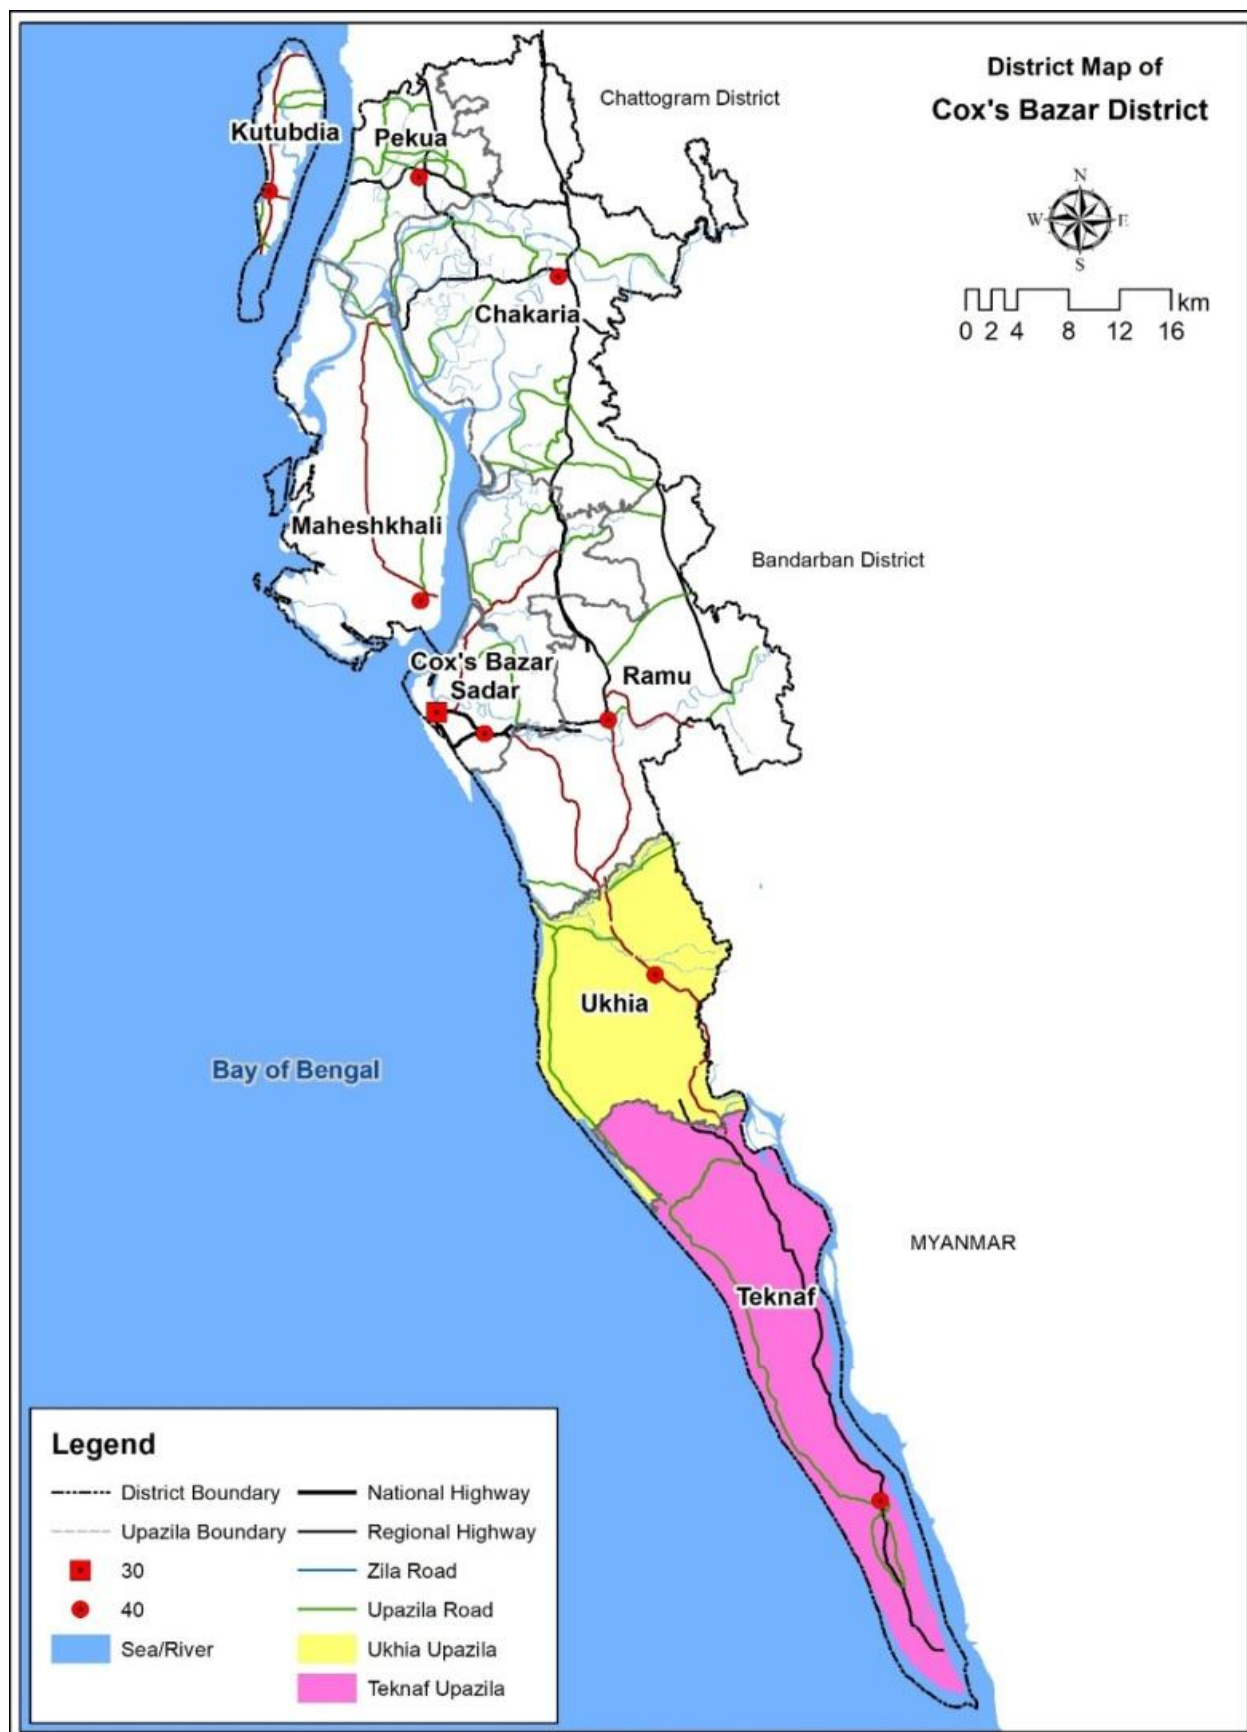 District Map of
Cox's Bazar District
Chattogram District
Kutubdia
Pekua
N
W E
S
km
0 2 4 8 12 16
Chakaria
Maheshkhali
Bandarban District
Cox's Bazar
Sadar
Ramu
Ukhia
Bay of Bengal
MYANMAR
Teknaf
Legend
District Boundary
Upazila Boundary
30
40
Sea/River
National Highway
Regional Highway
Zila Road
Upazila Road
Ukhia Upazila
Teknaf Upazila